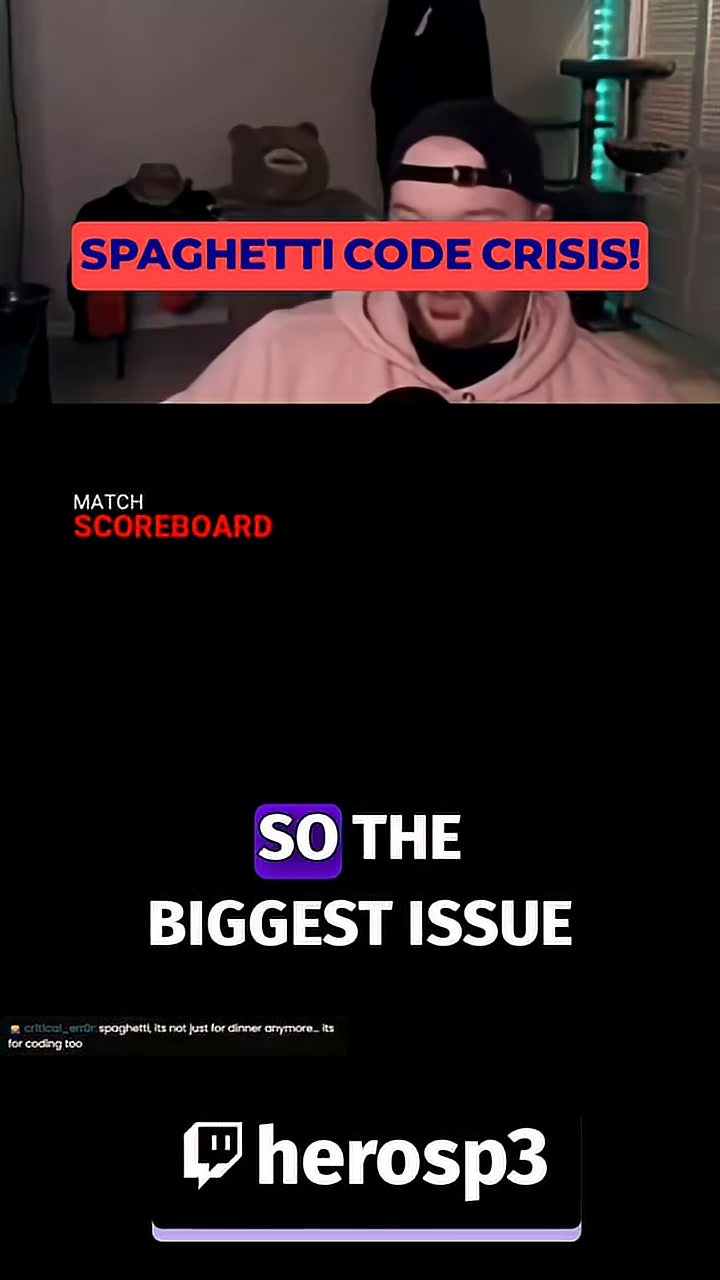 SPAGHETTI CODE CRISIS!
MATCH
SCOREBOARD
SO THE
BIGGEST ISSUE
critical_err0r: spaghetti, its not just for dinner anymore... its
for coding too
herosp3